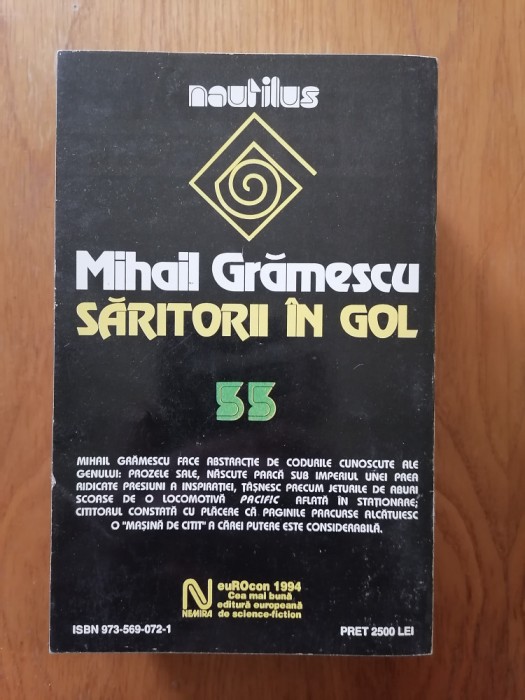 nautilus
Mihail Grămescu
SĂRITORII ÎN GOL
55
MIHAIL GRĂMESCU FACE ABSTRACȚIE DE CODURILE CUNOSCUTE ALE
GENULUI: PROZELE SALE, NĂSCUTE PARCĂ SUB IMPERIUL UNEI PREA
RIDICATE PRESIUNI A INSPIRAȚIEI, ȚÂȘNESC PRECUM JETURILE DE ABURI
SCOASE DE O LOCOMOTIVĂ PACIFIC AFLATĂ ÎN STAȚIONARE;
CITITORUL CONSTATĂ CU PLĂCERE CĂ PAGINILE PARCURSE ALCĂTUIESC
O "MAȘINĂ DE CITIT" A CĂREI PUTERE ESTE CONSIDERABILĂ.
NEMIRA
euROcon 1994
Cea mai bună
editură europeană
de science-fiction
ISBN 973-569-072-1
PRET 2500 LEI